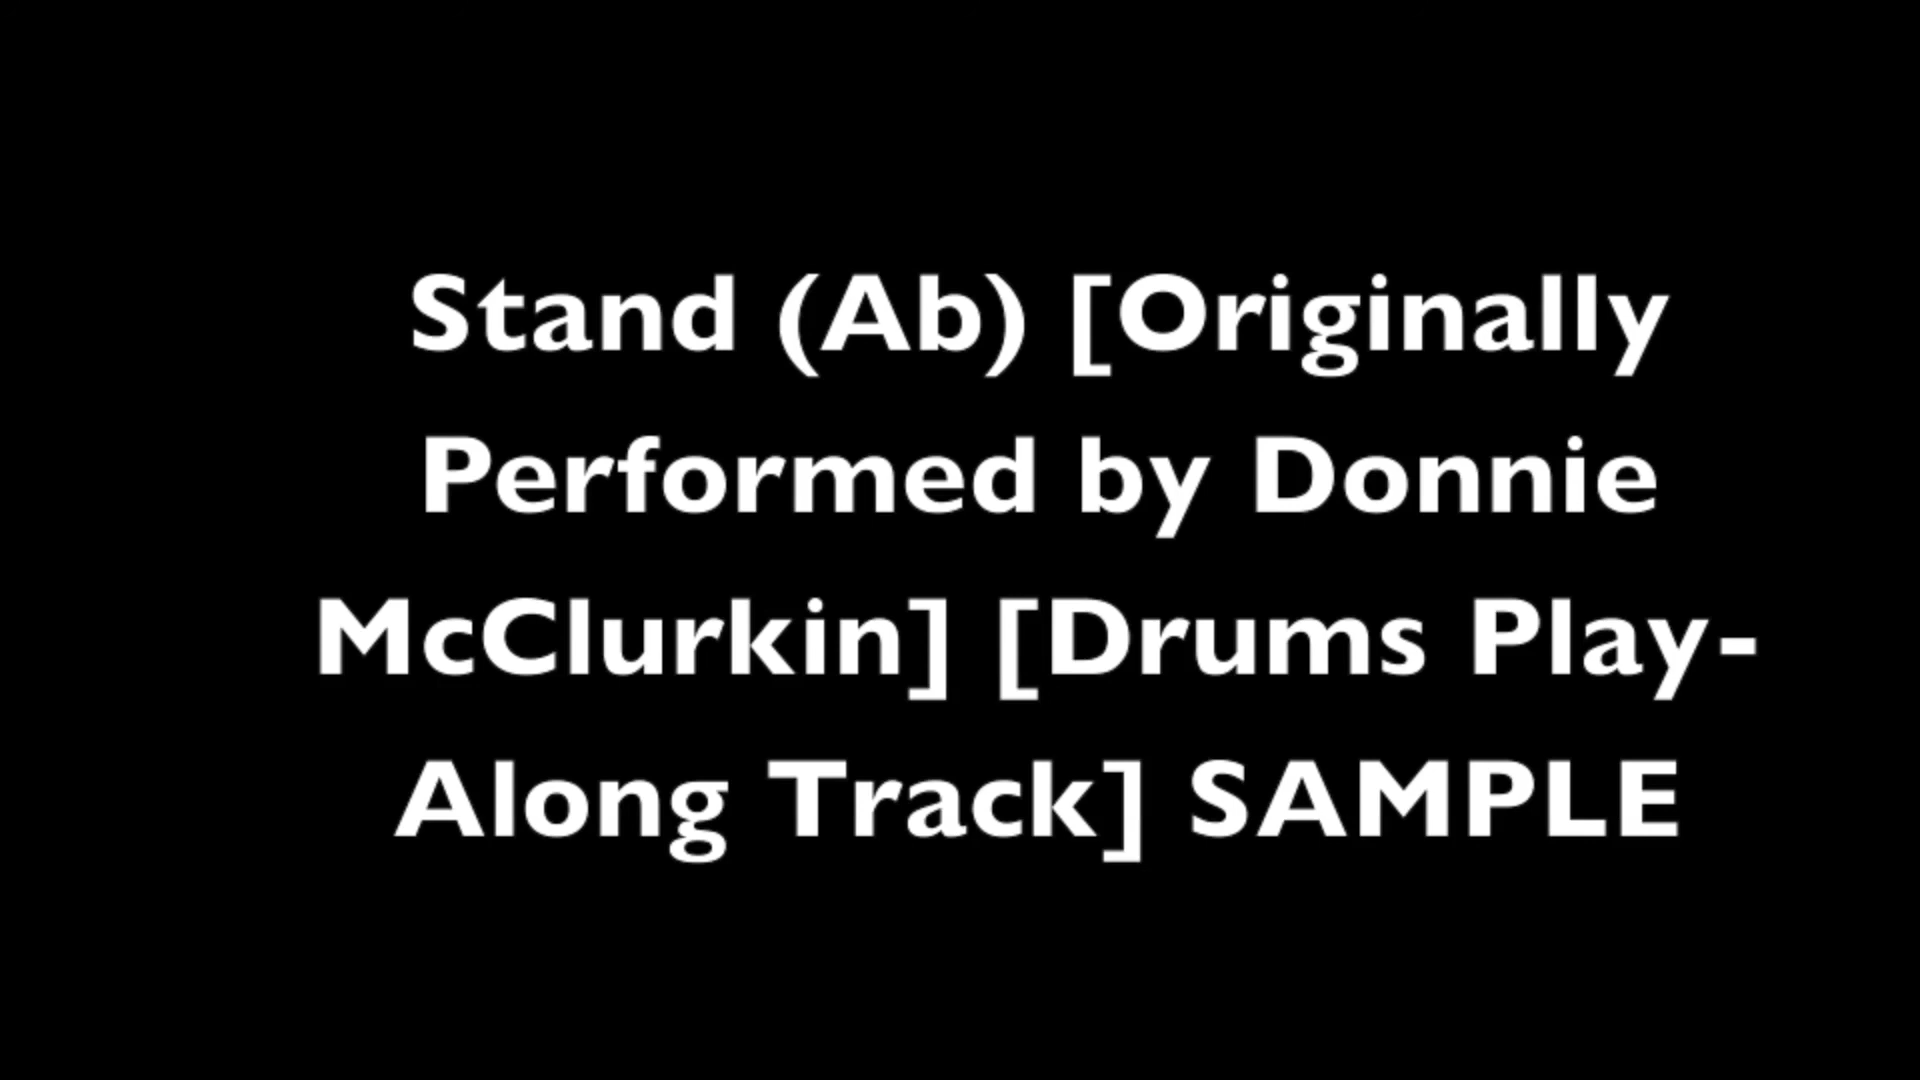 Stand (Ab) [Originally
Performed by Donnie
McClurkin] [Drums Play-
Along Track] SAMPLE